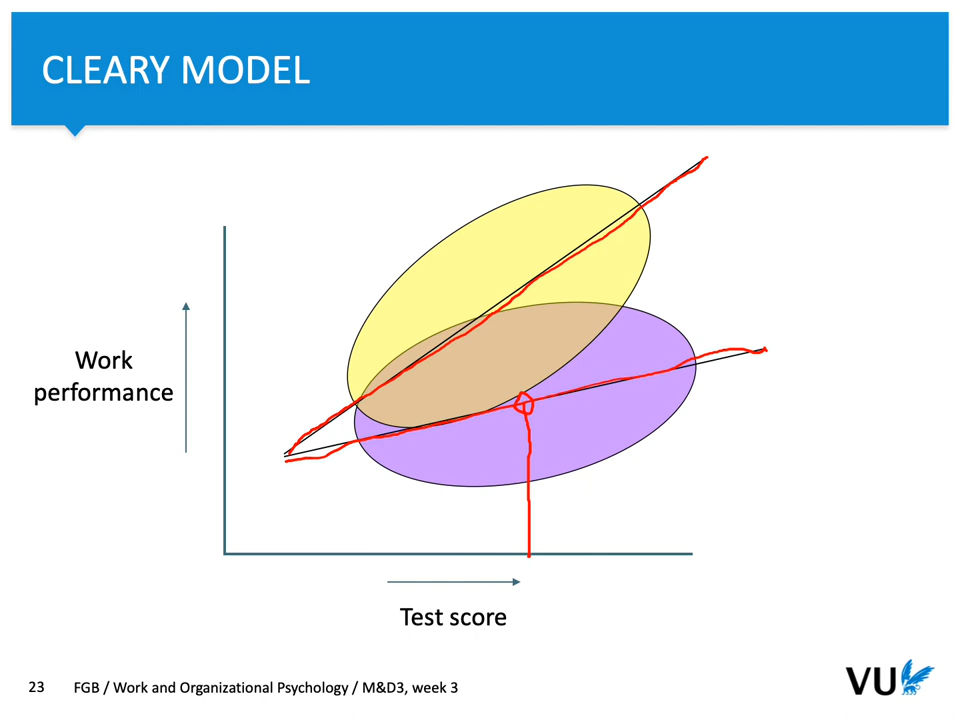 CLEARY MODEL
Work
performance
Test score
23 FGB / Work and Organizational Psychology / M&D3, week 3
VU